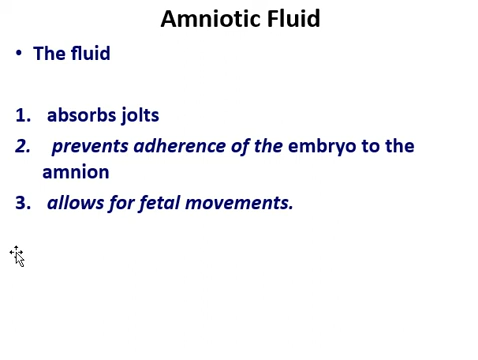 Amniotic Fluid
• The fluid
1. absorbs jolts
2. prevents adherence of the embryo to the
amnion
3. allows for fetal movements.